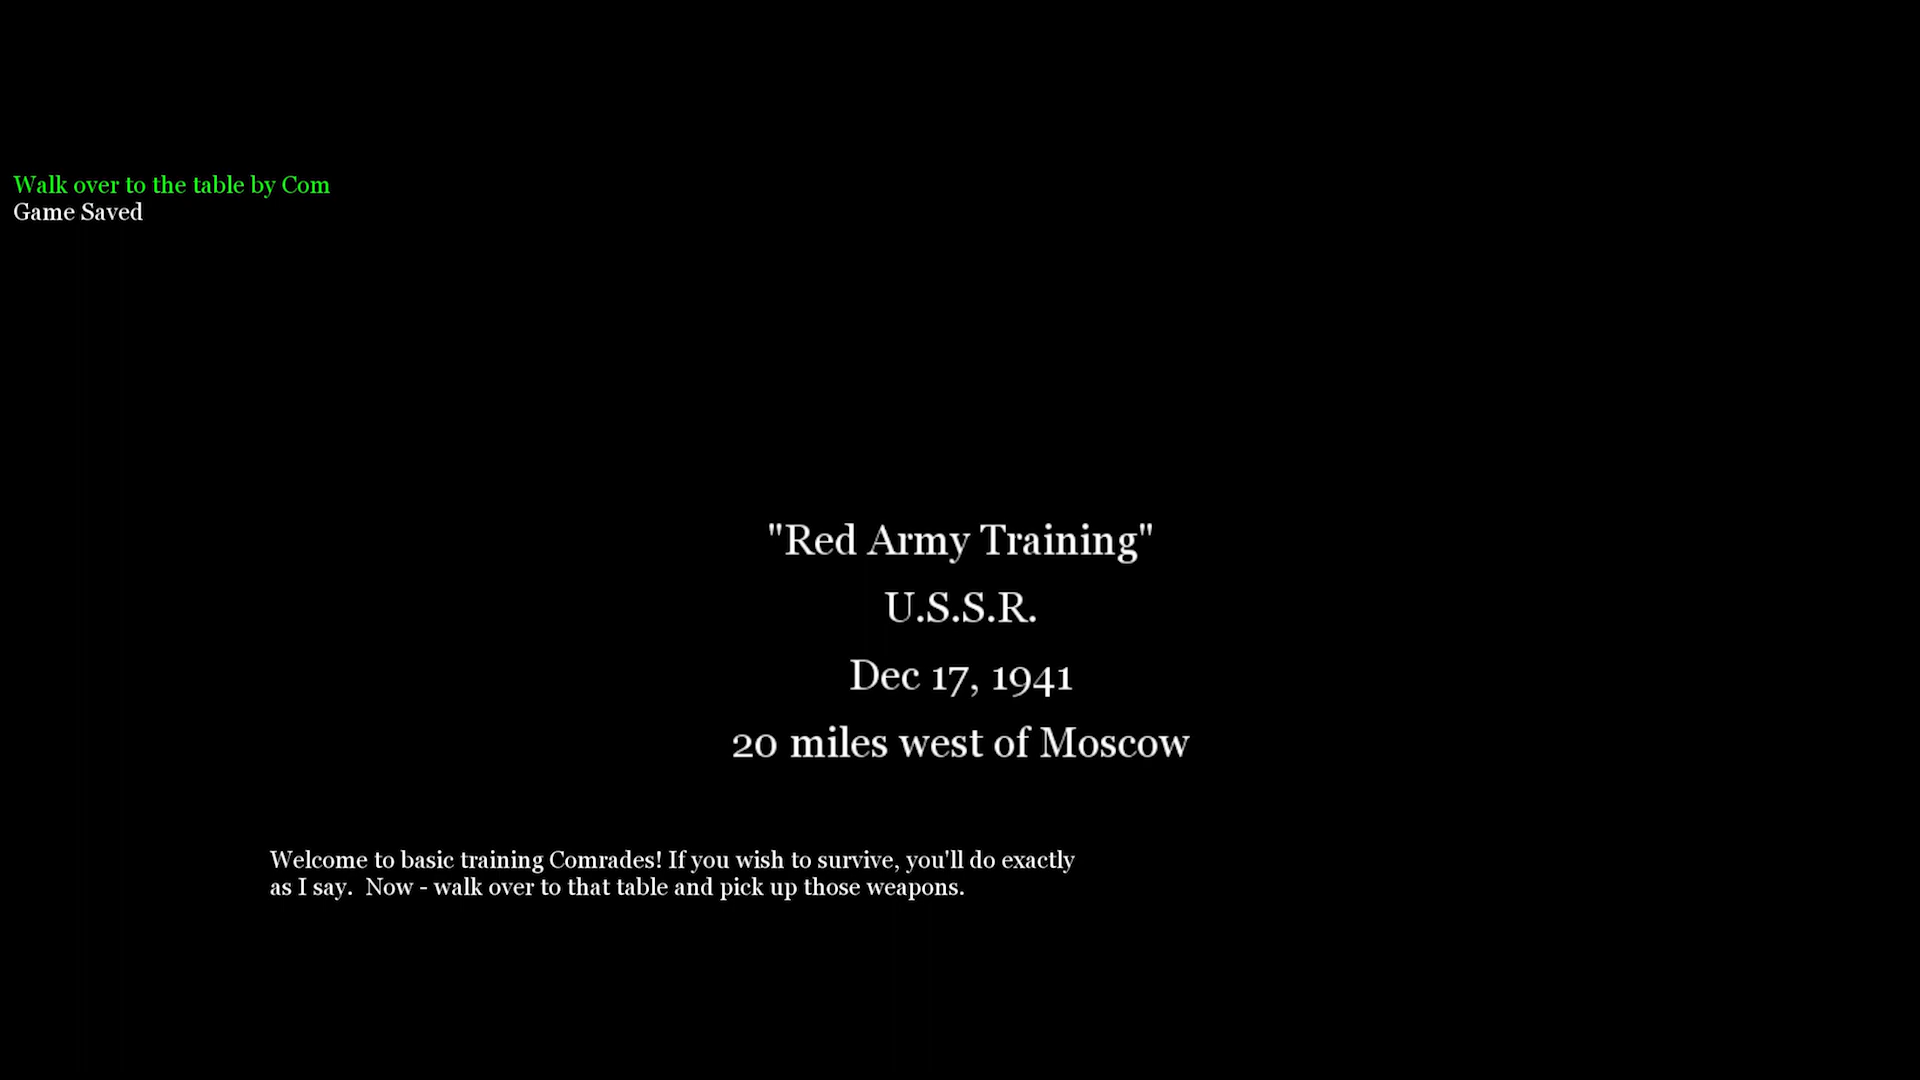 Walk over to the table by Com
Game Saved
"Red Army Training"
U.S.S.R.
Dec 17, 1941
20 miles west of Moscow
Welcome to basic training Comrades! If you wish to survive, you'll do exactly
as I say.  Now - walk over to that table and pick up those weapons.